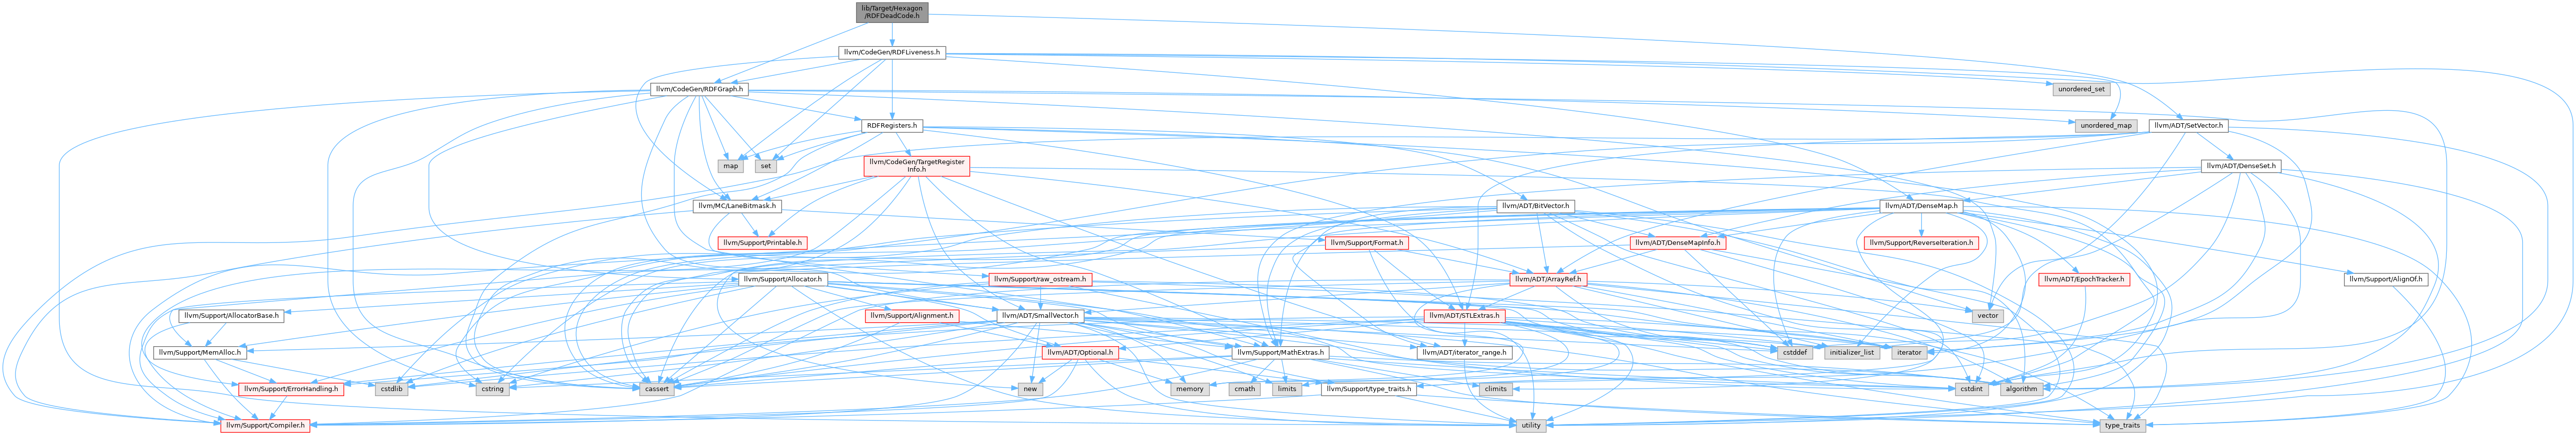 lib/Target/Hexagon
/RDFDeadCode.h
llvm/CodeGen/RDFLiveness.h
llvm/CodeGen/RDFGraph.h
unordered_set
RDFRegisters.h
unordered_map
llvm/ADT/SetVector.h
map
set
llvm/CodeGen/TargetRegister
Info.h
llvm/ADT/DenseSet.h
llvm/MC/LaneBitmask.h
llvm/ADT/BitVector.h
llvm/ADT/DenseMap.h
llvm/Support/Printable.h
llvm/Support/Format.h
llvm/ADT/DenseMapInfo.h
llvm/Support/ReverseIteration.h
llvm/Support/Allocator.h
llvm/Support/raw_ostream.h
llvm/ADT/ArrayRef.h
llvm/ADT/EpochTracker.h
llvm/Support/AlignOf.h
llvm/Support/AllocatorBase.h
llvm/Support/Alignment.h
llvm/ADT/SmallVector.h
llvm/ADT/STLExtras.h
vector
llvm/Support/MemAlloc.h
llvm/ADT/Optional.h
llvm/Support/MathExtras.h
llvm/ADT/iterator_range.h
cstddef
initializer_list
iterator
llvm/Support/ErrorHandling.h
cstdlib
cstring
cassert
new
memory
cmath
limits
llvm/Support/type_traits.h
climits
cstdint
algorithm
llvm/Support/Compiler.h
utility
type_traits